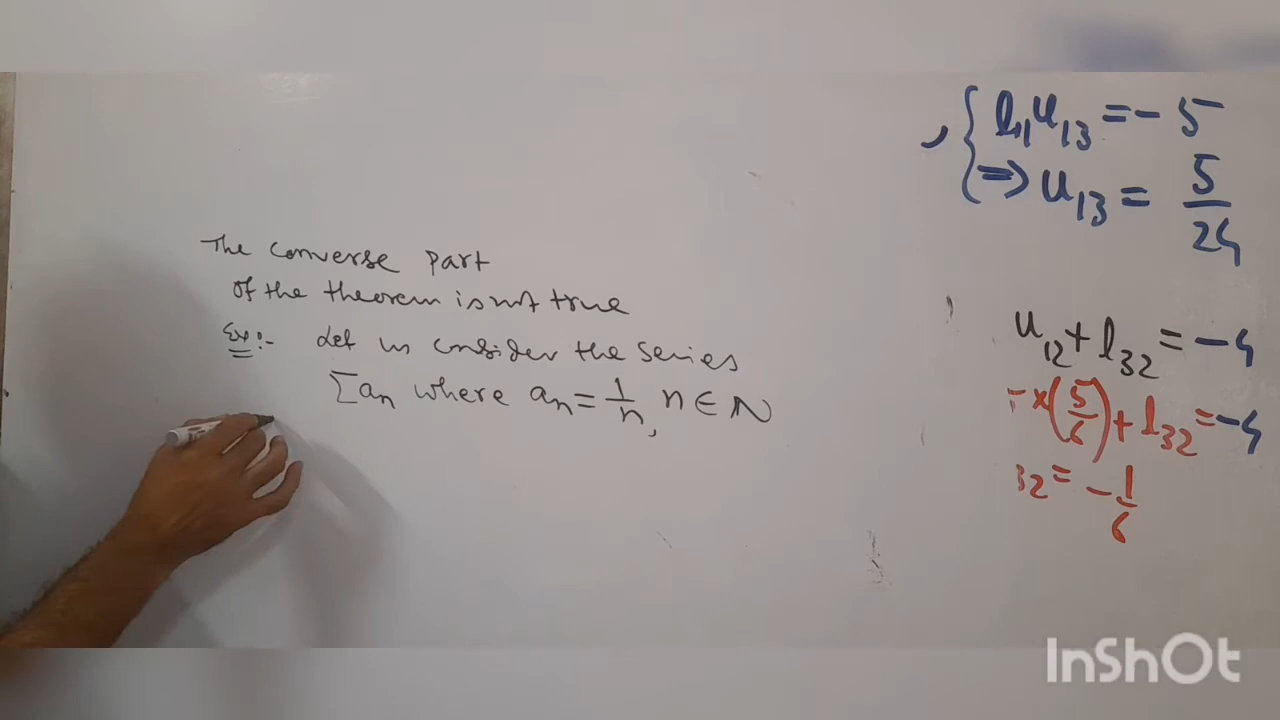 The converse part
of the theorem is not true
Ex:- Let us consider the series
∑aₙ where aₙ = 1/n, n ∈ N
, { l₁₁u₁₃ = - 5
=> u₁₃ = 5/24
u₁₂ + l₃₂ = -4
×(5/6) + l₃₂ = -4
₃₂ = -1/6
InShOt